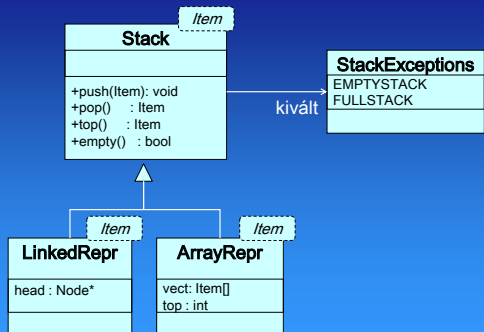 Item
Stack
+push(Item): void
+pop() : Item
+top() : Item
+empty() : bool
kivált
StackExceptions
EMPTYSTACK
FULLSTACK
Item
LinkedRepr
head : Node*
Item
ArrayRepr
vect: Item[]
top : int